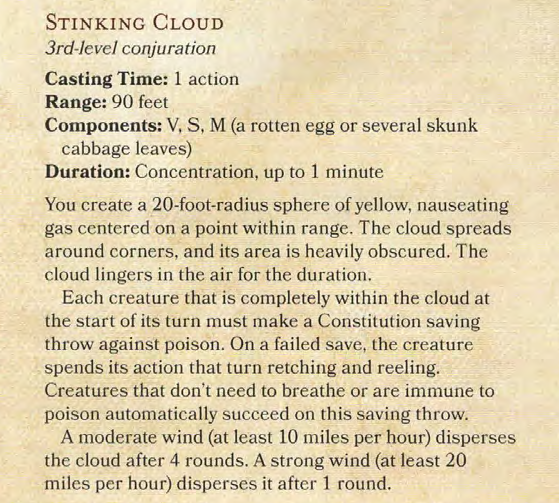 STINKING CLOUD
3rd-level conjuration
Casting Time: 1 action
Range: 90 feet
Components: V, S, M (a rotten egg or several skunk
cabbage leaves)
Duration: Concentration, up to 1 minute
You create a 20-foot-radius sphere of yellow, nauseating
gas centered on a point within range. The cloud spreads
around corners, and its area is heavily obscured. The
cloud lingers in the air for the duration.
Each creature that is completely within the cloud at
the start of its turn must make a Constitution saving
throw against poison. On a failed save, the creature
spends its action that turn retching and reeling.
Creatures that don't need to breathe or are immune to
poison automatically succeed on this saving throw.
A moderate wind (at least 10 miles per hour) disperses
the cloud after 4 rounds. A strong wind (at least 20
miles per hour) disperses it after 1 round.